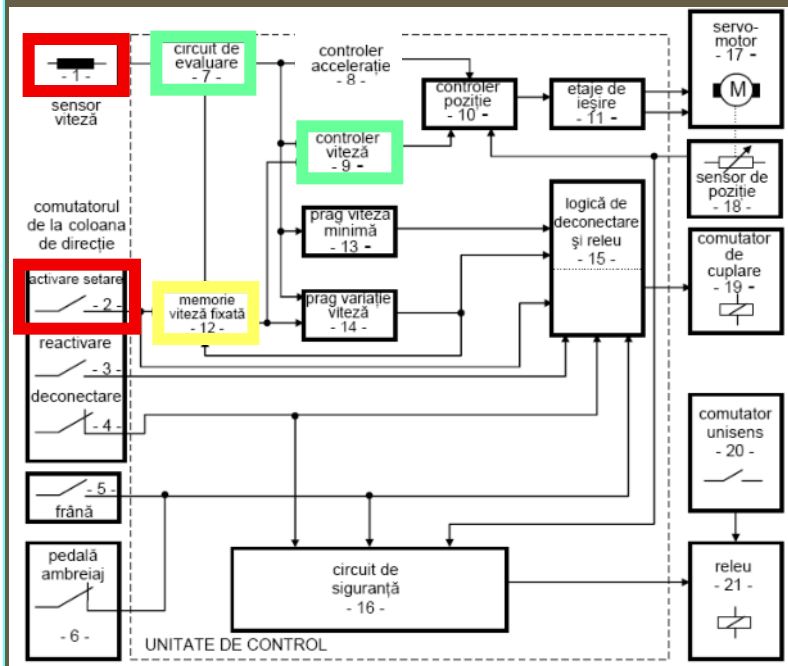 - 1 -
sensor
viteză
circuit de
evaluare
- 7 -
controler
accelerație
- 8 -
controler
poziție
- 10 -
etaje de
ieșire
- 11 -
servo-
motor
- 17 -
M
controler
viteză
- 9 -
sensor de
poziție
- 18 -
comutatorul
de la coloana
de direcție
prag viteza
minimă
- 13 -
logică de
deconectare
și releu
- 15 -
comutator
de
cuplare
- 19 -
activare setare
- 2 -
memorie
viteză fixată
- 12 -
prag variație
viteză
- 14 -
reactivare
- 3 -
deconectare
- 4 -
comutator
unisens
- 20 -
- 5 -
frână
pedală
ambreiaj
- 6 -
circuit de
siguranță
- 16 -
releu
- 21 -
UNITATE DE CONTROL